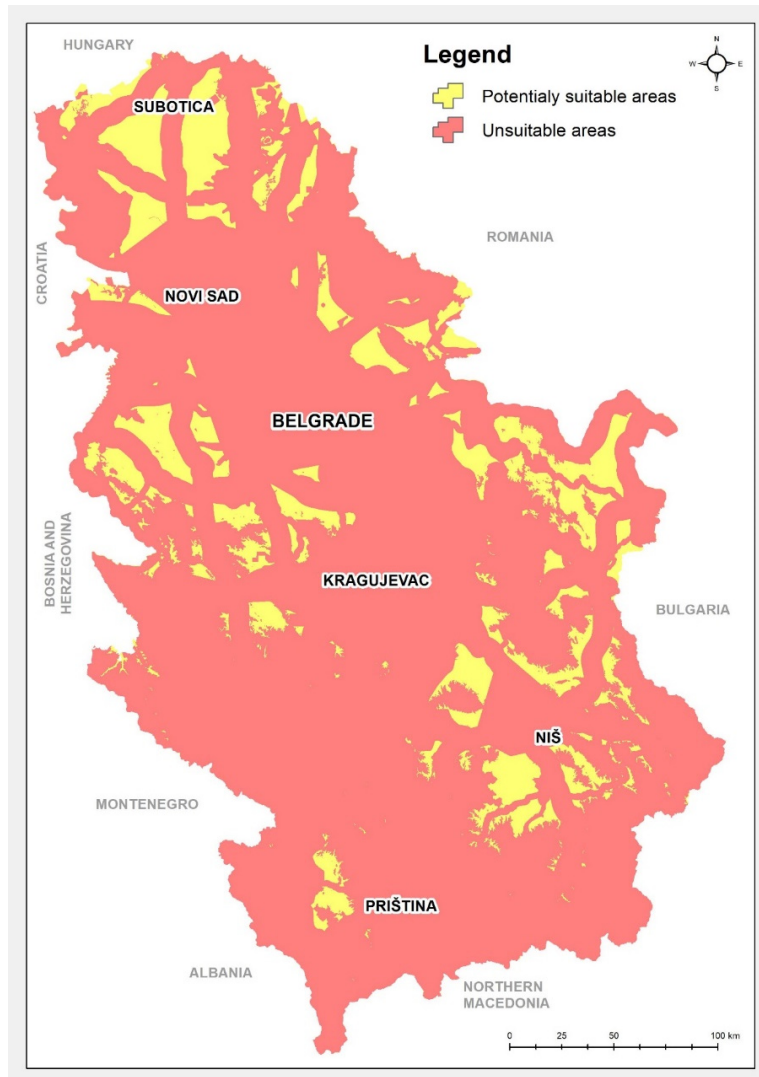 HUNGARY
Legend
N
W E
S
SUBOTICA
Potentialy suitable areas
Unsuitable areas
ROMANIA
CROATIA
NOVI SAD
BELGRADE
BOSNIA AND
HERZEGOVINA
KRAGUJEVAC
BULGARIA
NIŠ
MONTENEGRO
PRIŠTINA
ALBANIA
NORTHERN
MACEDONIA
0 25 50 100 km